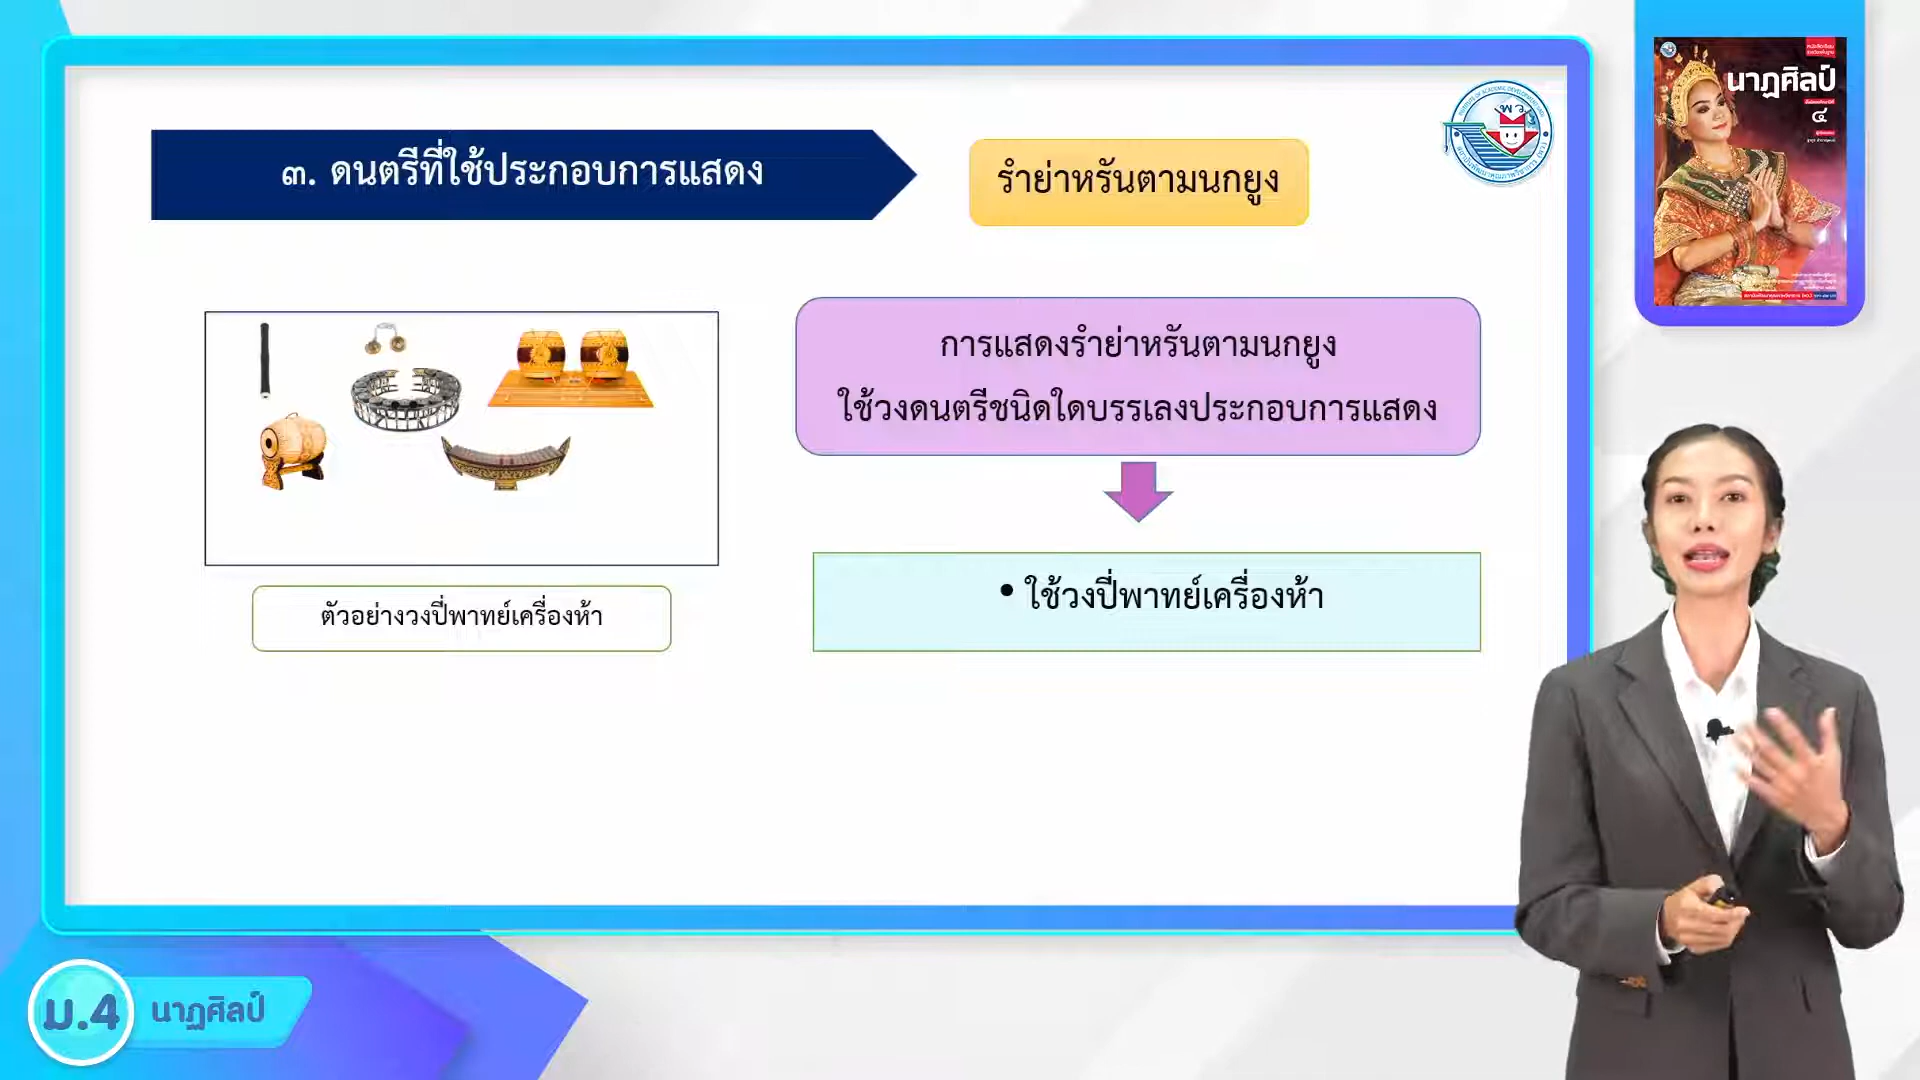 ๓. ดนตรีที่ใช้ประกอบการแสดง
รำย่าหรันตามนกยูง
การแสดงรำย่าหรันตามนกยูง
ใช้วงดนตรีชนิดใดบรรเลงประกอบการแสดง
• ใช้วงปี่พาทย์เครื่องห้า
ตัวอย่างวงปี่พาทย์เครื่องห้า
พว
นาฏศิลป์
๔
ม.4 นาฏศิลป์